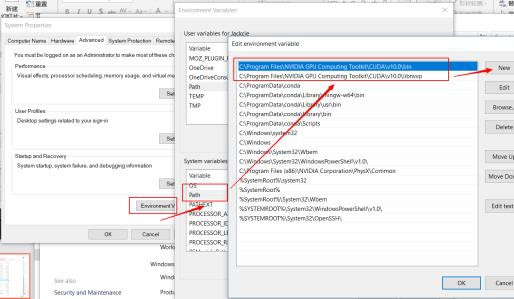 新建
重置
B I U S abc AV Aa A
System Properties
Computer Name Hardware Advanced System Protection Remote
You must be logged on as an Administrator to make most of these ch
Performance
Visual effects, processor scheduling, memory usage, and virtual me
Set
User Profiles
Desktop settings related to your sign-in
Set
Startup and Recovery
System startup, system failure, and debugging information
Set
Environment V
OK Cancel
Environment Variables
User variables for Jackcie
Variable
MOZ_PLUGIN_
OneDrive
OneDriveCons
Path
TEMP
TMP
System variables
Variable
OS
Path
PATHEXT
PROCESSOR_A
PROCESSOR_ID
PROCESSOR_LE
PROCESSOR_RE
Edit environment variable
C:\Program Files\NVIDIA GPU Computing Toolkit\CUDA\v10.0\bin
C:\Program Files\NVIDIA GPU Computing Toolkit\CUDA\v10.0\libnvvp
C:\ProgramData\conda
C:\ProgramData\conda\Library\mingw-w64\bin
C:\ProgramData\conda\Library\usr\bin
C:\ProgramData\conda\Library\bin
C:\ProgramData\conda\Scripts
C:\Windows\system32
C:\Windows
C:\Windows\System32\Wbem
C:\Windows\System32\WindowsPowerShell\v1.0\
C:\Program Files (x86)\NVIDIA Corporation\PhysX\Common
%SystemRoot%\system32
%SystemRoot%
%SystemRoot%\System32\Wbem
%SYSTEMROOT%\System32\WindowsPowerShell\v1.0\
%SYSTEMROOT%\System32\OpenSSH\
New
Edit
Browse..
Delete
Move Up
Move Dow
Edit text
OK Cancel
Work
Windows
Wind
See also
Security and Maintenance
Produ